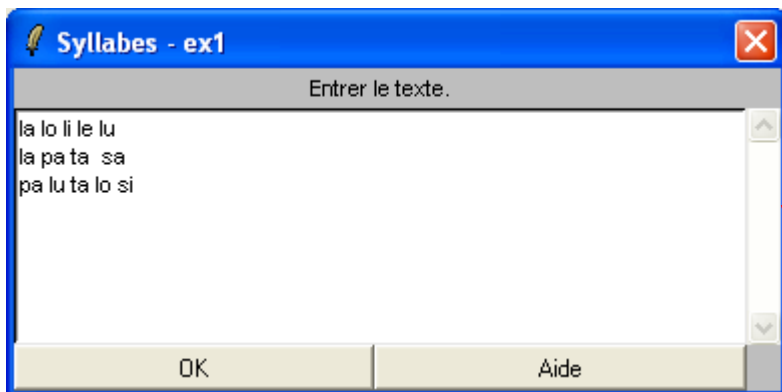 Syllabes - ex1
Entrer le texte.
la lo li le lu
la pa ta  sa
pa lu ta lo si
OK Aide